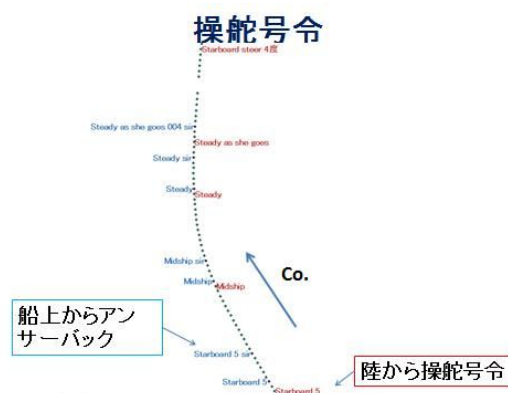 操舵号令
Starboard steer 4度
Steady as she goes 004 sir
Steady as she goes
Steady sir
Steady
Steady
Midship sir
Midship
Midship
Co.
船上からアン
サーバック
Starboard 5 sir
Starboard 5
Starboard 5
陸から操舵号令